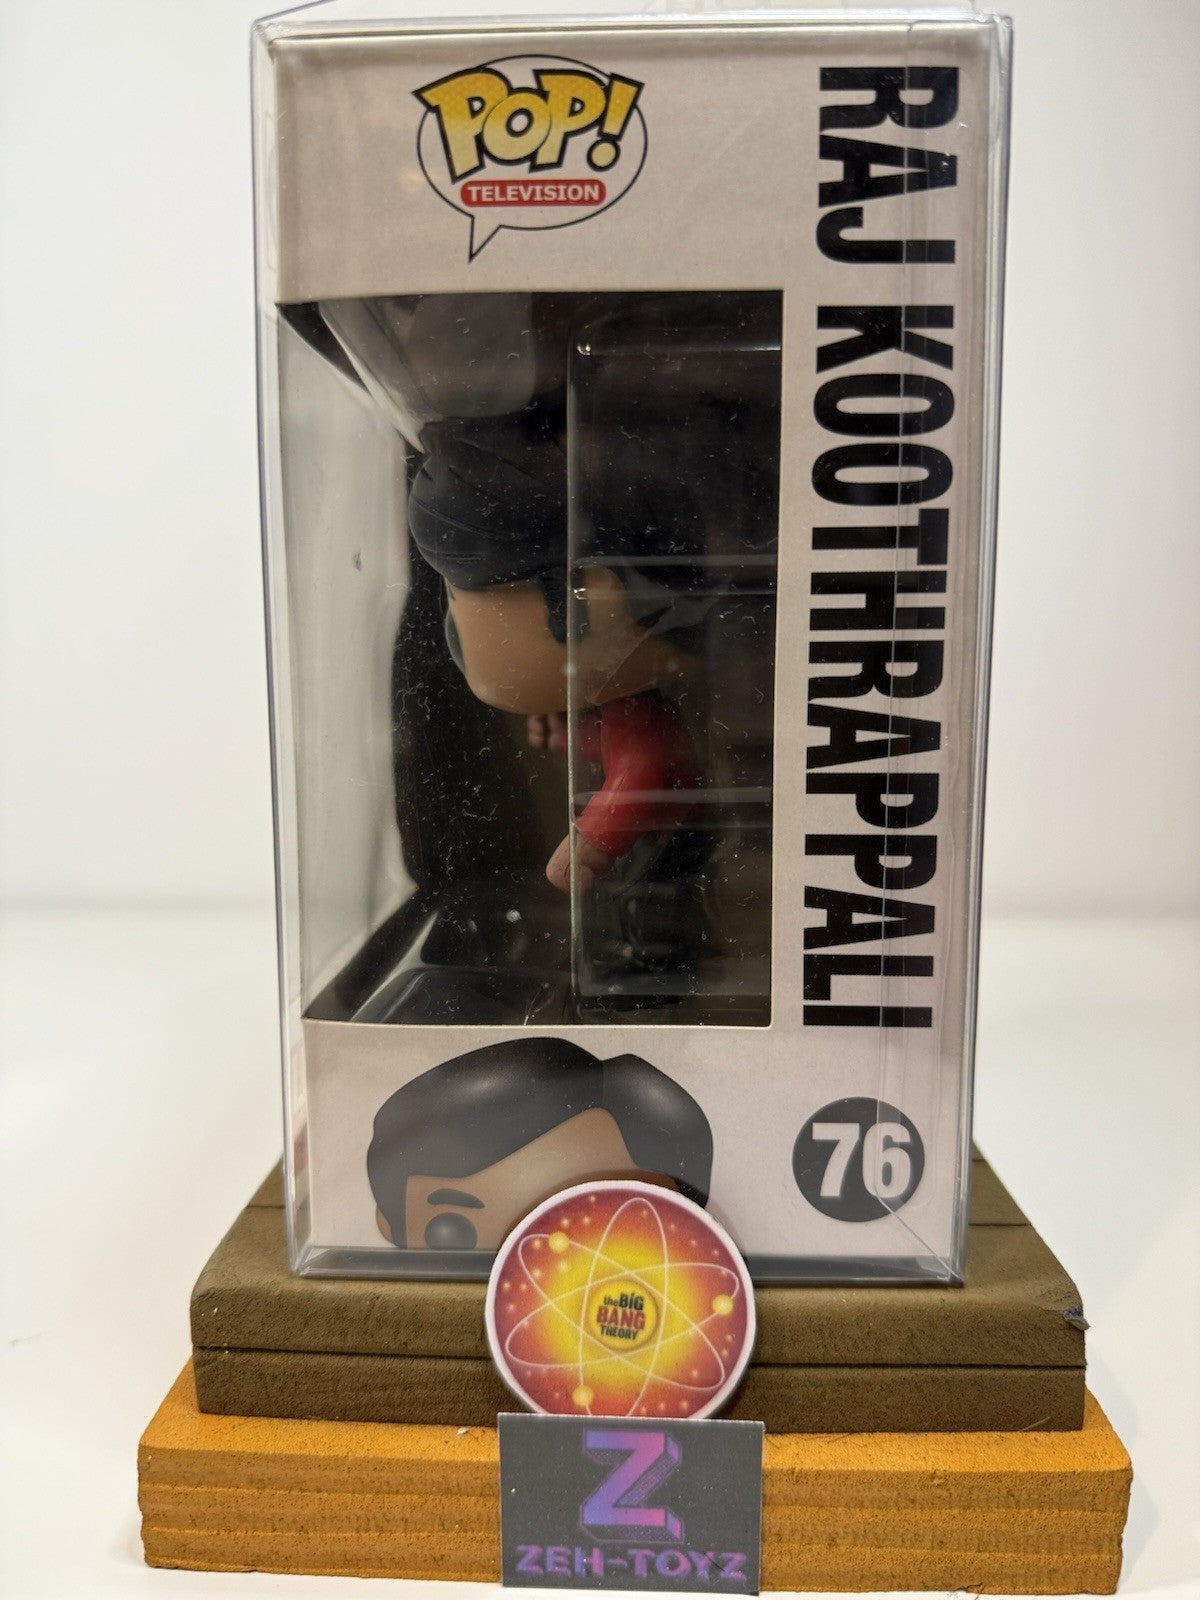 POP!
TELEVISION
RAJ KOOTHRAPPALI
76
the BIG
BANG
THEORY
Z
ZEH-TOYZ